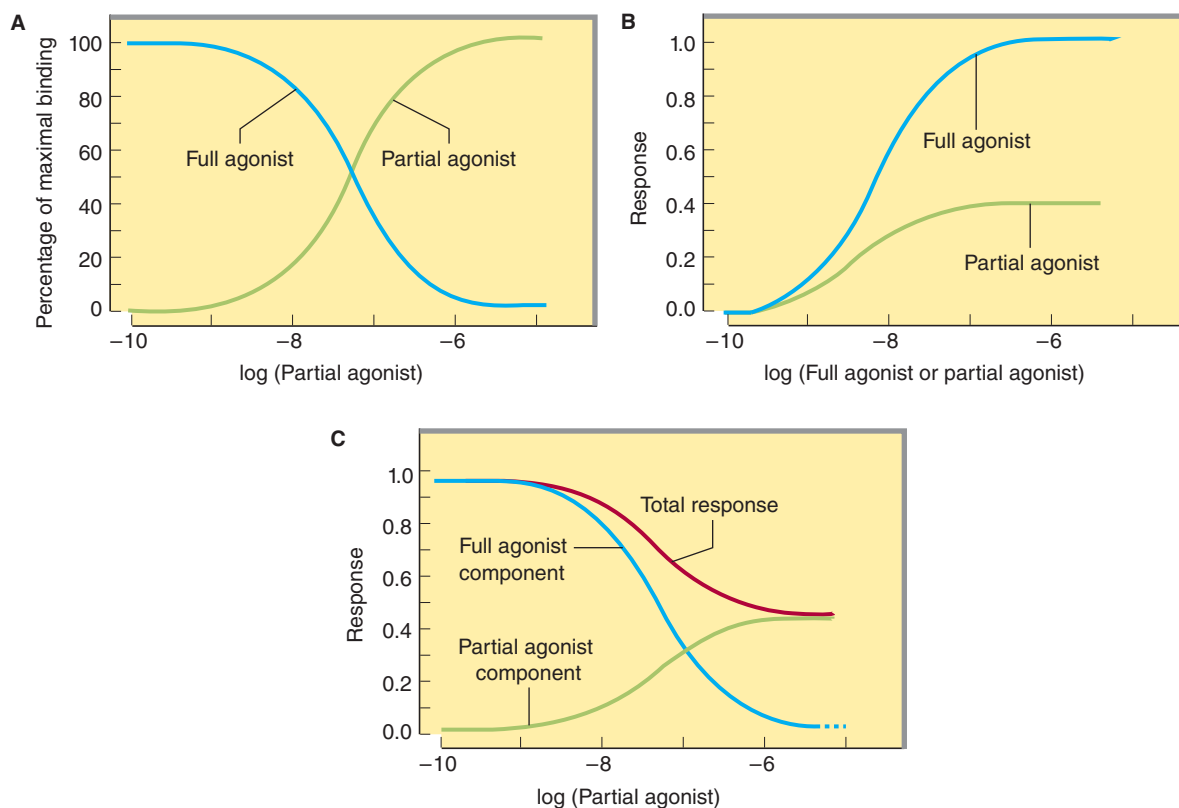 A
Percentage of maximal binding
100
80
60
40
20
0
Full agonist
Partial agonist
−10
−8
−6
log (Partial agonist)
B
Response
1.0
0.8
0.6
0.4
0.2
0.0
Full agonist
Partial agonist
−10
−8
−6
log (Full agonist or partial agonist)
C
Response
1.0
0.8
0.6
0.4
0.2
0.0
Total response
Full agonist
component
Partial agonist
component
−10
−8
−6
log (Partial agonist)